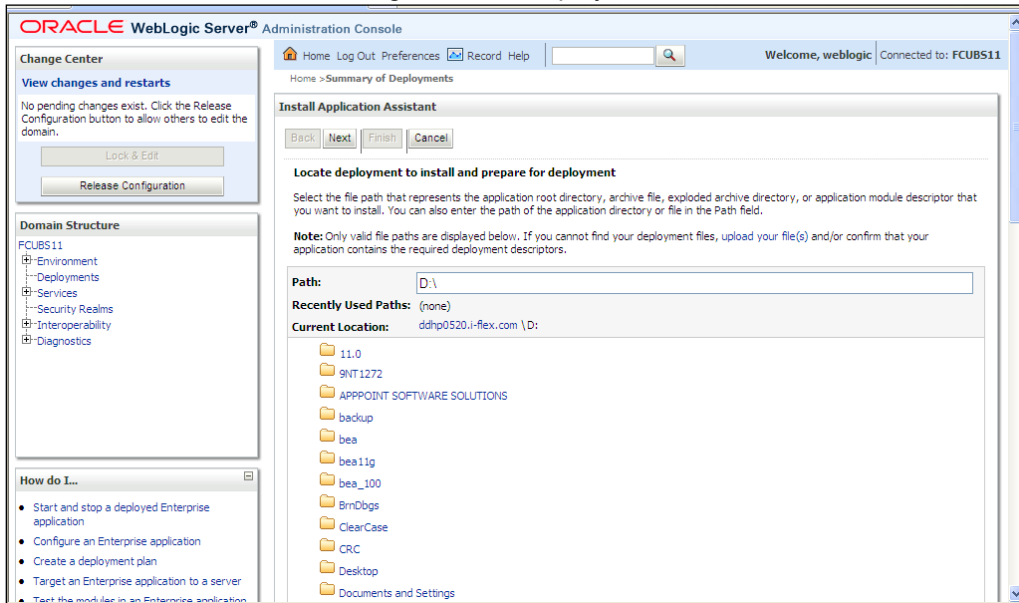 ORACLE WebLogic Server® Administration Console
Change Center
View changes and restarts
No pending changes exist. Click the Release
Configuration button to allow others to edit the
domain.
Lock & Edit
Release Configuration
Domain Structure
FCUBS11
Environment
Deployments
Services
Security Realms
Interoperability
Diagnostics
How do I...
Start and stop a deployed Enterprise
application
Configure an Enterprise application
Create a deployment plan
Target an Enterprise application to a server
Test the modules in an Enterprise application
Home Log Out Preferences Record Help
Welcome, weblogic Connected to: FCUBS11
Home >Summary of Deployments
Install Application Assistant
Back Next Finish Cancel
Locate deployment to install and prepare for deployment
Select the file path that represents the application root directory, archive file, exploded archive directory, or application module descriptor that
you want to install. You can also enter the path of the application directory or file in the Path field.
Note: Only valid file paths are displayed below. If you cannot find your deployment files, upload your file(s) and/or confirm that your
application contains the required deployment descriptors.
Path: D:\
Recently Used Paths: (none)
Current Location: ddhp0520.i-flex.com \D:
11.0
9NT1272
APPPOINT SOFTWARE SOLUTIONS
backup
bea
bea11g
bea_100
BrnDbgs
ClearCase
CRC
Desktop
Documents and Settings